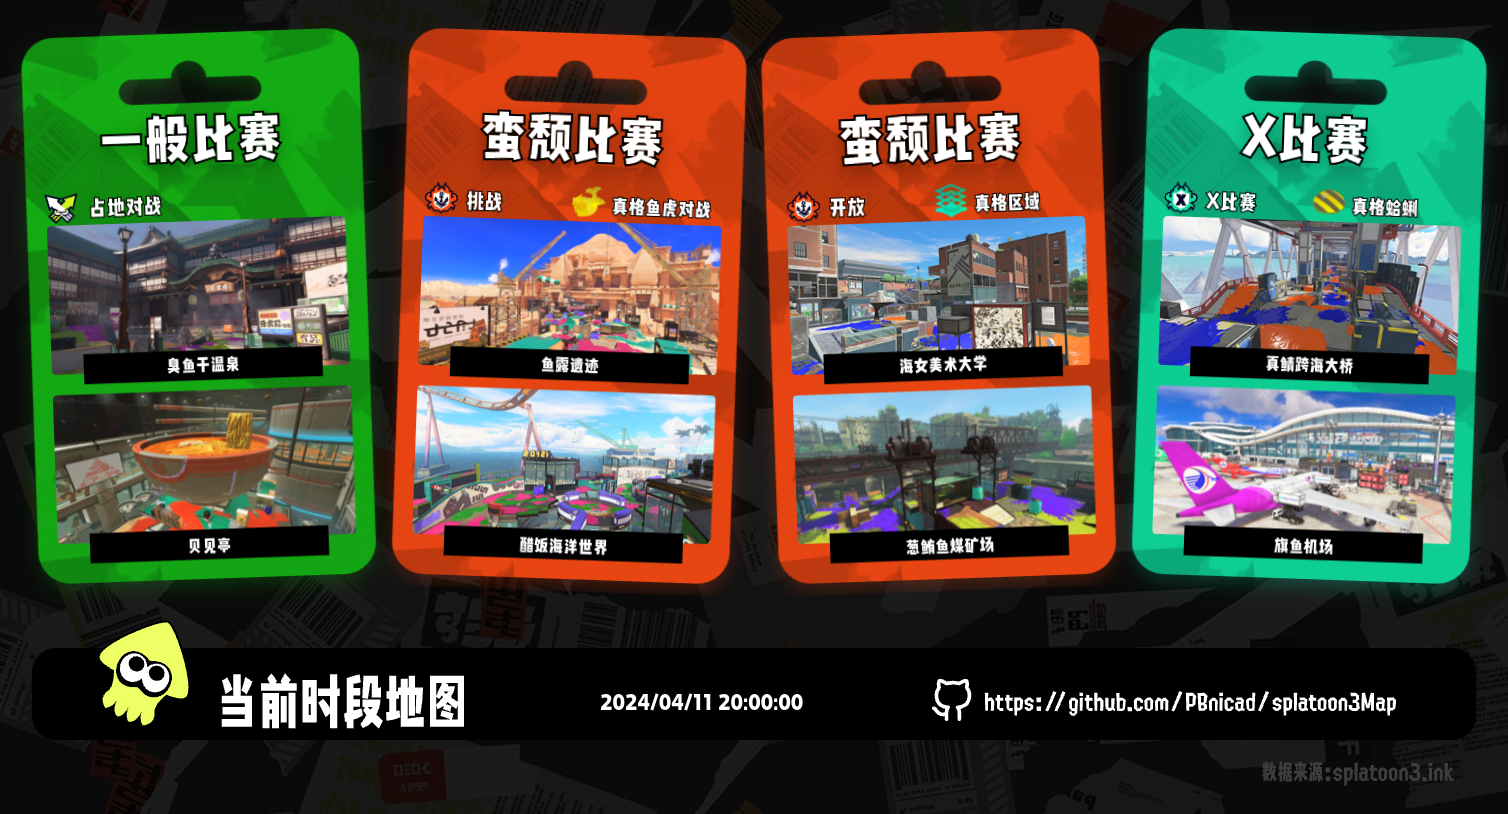 一般比赛
占地对战
臭鱼干温泉
贝见亭
蛮颓比赛
挑战
真格鱼虎对战
鱼露遗迹
醋饭海洋世界
蛮颓比赛
开放
真格区域
海女美术大学
葱鲔鱼煤矿场
X比赛
X比赛
真格蛤蜊
真鲭跨海大桥
旗鱼机场
当前时段地图
2024/04/11 20:00:00
https://github.com/PBnicad/splatoon3Map
数据来源:splatoon3.ink